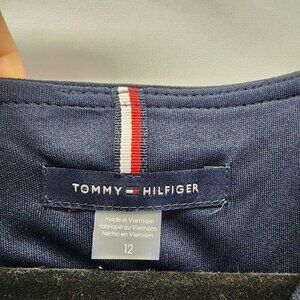 TOMMY HILFIGER
made in Vietnam
fabriqué au Vietnam
hecho en Vietnam
12